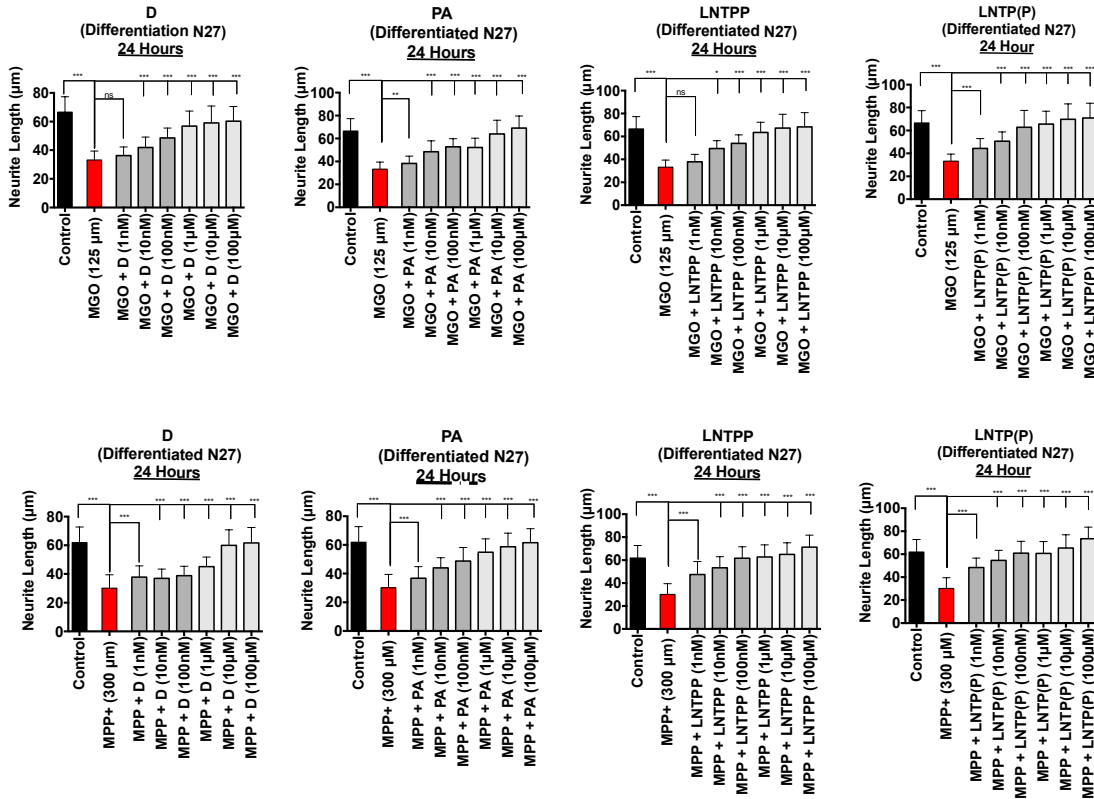 D
(Differentiation N27)
24 Hours
***
*** *** *** *** ***
ns
Neurite Length (μm)
80
60
40
20
0
Control
MGO (125 μm)
MGO + D (1nM)
MGO + D (10nM)
MGO + D (100nM)
MGO + D (1μM)
MGO + D (10μM)
MGO + D (100μM)
PA
(Differentiated N27)
24 Hours
***
*** *** *** *** ***
**
Neurite Length (μm)
100
80
60
40
20
0
Control
MGO (125 μm)
MGO + PA (1nM)
MGO + PA (10nM)
MGO + PA (100nM)
MGO + PA (1μM)
MGO + PA (10μM)
MGO + PA (100μM)
LNTPP
(Differentiated N27)
24 Hours
***
* *** *** *** ***
ns
Neurite Length (μm)
100
80
60
40
20
0
Control
MGO (125 μm)
MGO + LNTPP (1nM)
MGO + LNTPP (10nM)
MGO + LNTPP (100nM)
MGO + LNTPP (1μM)
MGO + LNTPP (10μM)
MGO + LNTPP (100μM)
LNTP(P)
(Differentiated N27)
24 Hour
***
*** *** *** *** ***
***
Neurite Length (μm)
100
80
60
40
20
0
Control
MGO (125 μm)
MGO + LNTP(P) (1nM)
MGO + LNTP(P) (10nM)
MGO + LNTP(P) (100nM)
MGO + LNTP(P) (1μM)
MGO + LNTP(P) (10μM)
MGO + LNTP(P) (100μM)
D
(Differentiated N27)
24 Hours
***
*** *** *** *** ***
***
Neurite Length (μm)
80
60
40
20
0
Control
MPP+ (300 μm)
MPP + D (1nM)
MPP + D (10nM)
MPP + D (100nM)
MPP + D (1μM)
MPP + D (10μM)
MPP + D (100μM)
PA
(Differentiated N27)
24 Hours
***
*** *** *** *** ***
***
Neurite Length (μm)
80
60
40
20
0
Control
MPP+ (300 μM)
MPP + PA (1nM)
MPP + PA (10nM)
MPP + PA (100nM)
MPP + PA (1μM)
MPP + PA (10μM)
MPP + PA (100μM)
LNTPP
(Differentiated N27)
24 Hours
***
*** *** *** *** ***
***
Neurite Length (μm)
100
80
60
40
20
0
Control
MPP+ (300 μm)
MPP + LNTPP (1nM)
MPP + LNTPP (10nM)
MPP + LNTPP (100nM)
MPP + LNTPP (1μM)
MPP + LNTPP (10μM)
MPP + LNTPP (100μM)
LNTP(P)
(Differentiated N27)
24 Hour
***
*** *** *** *** ***
***
Neurite Length (μm)
100
80
60
40
20
0
Control
MPP+ (300 μM)
MPP + LNTP(P) (1nM)
MPP + LNTP(P) (10nM)
MPP + LNTP(P) (100nM)
MPP + LNTP(P) (1μM)
MPP + LNTP(P) (10μM)
MPP + LNTP(P) (100μM)